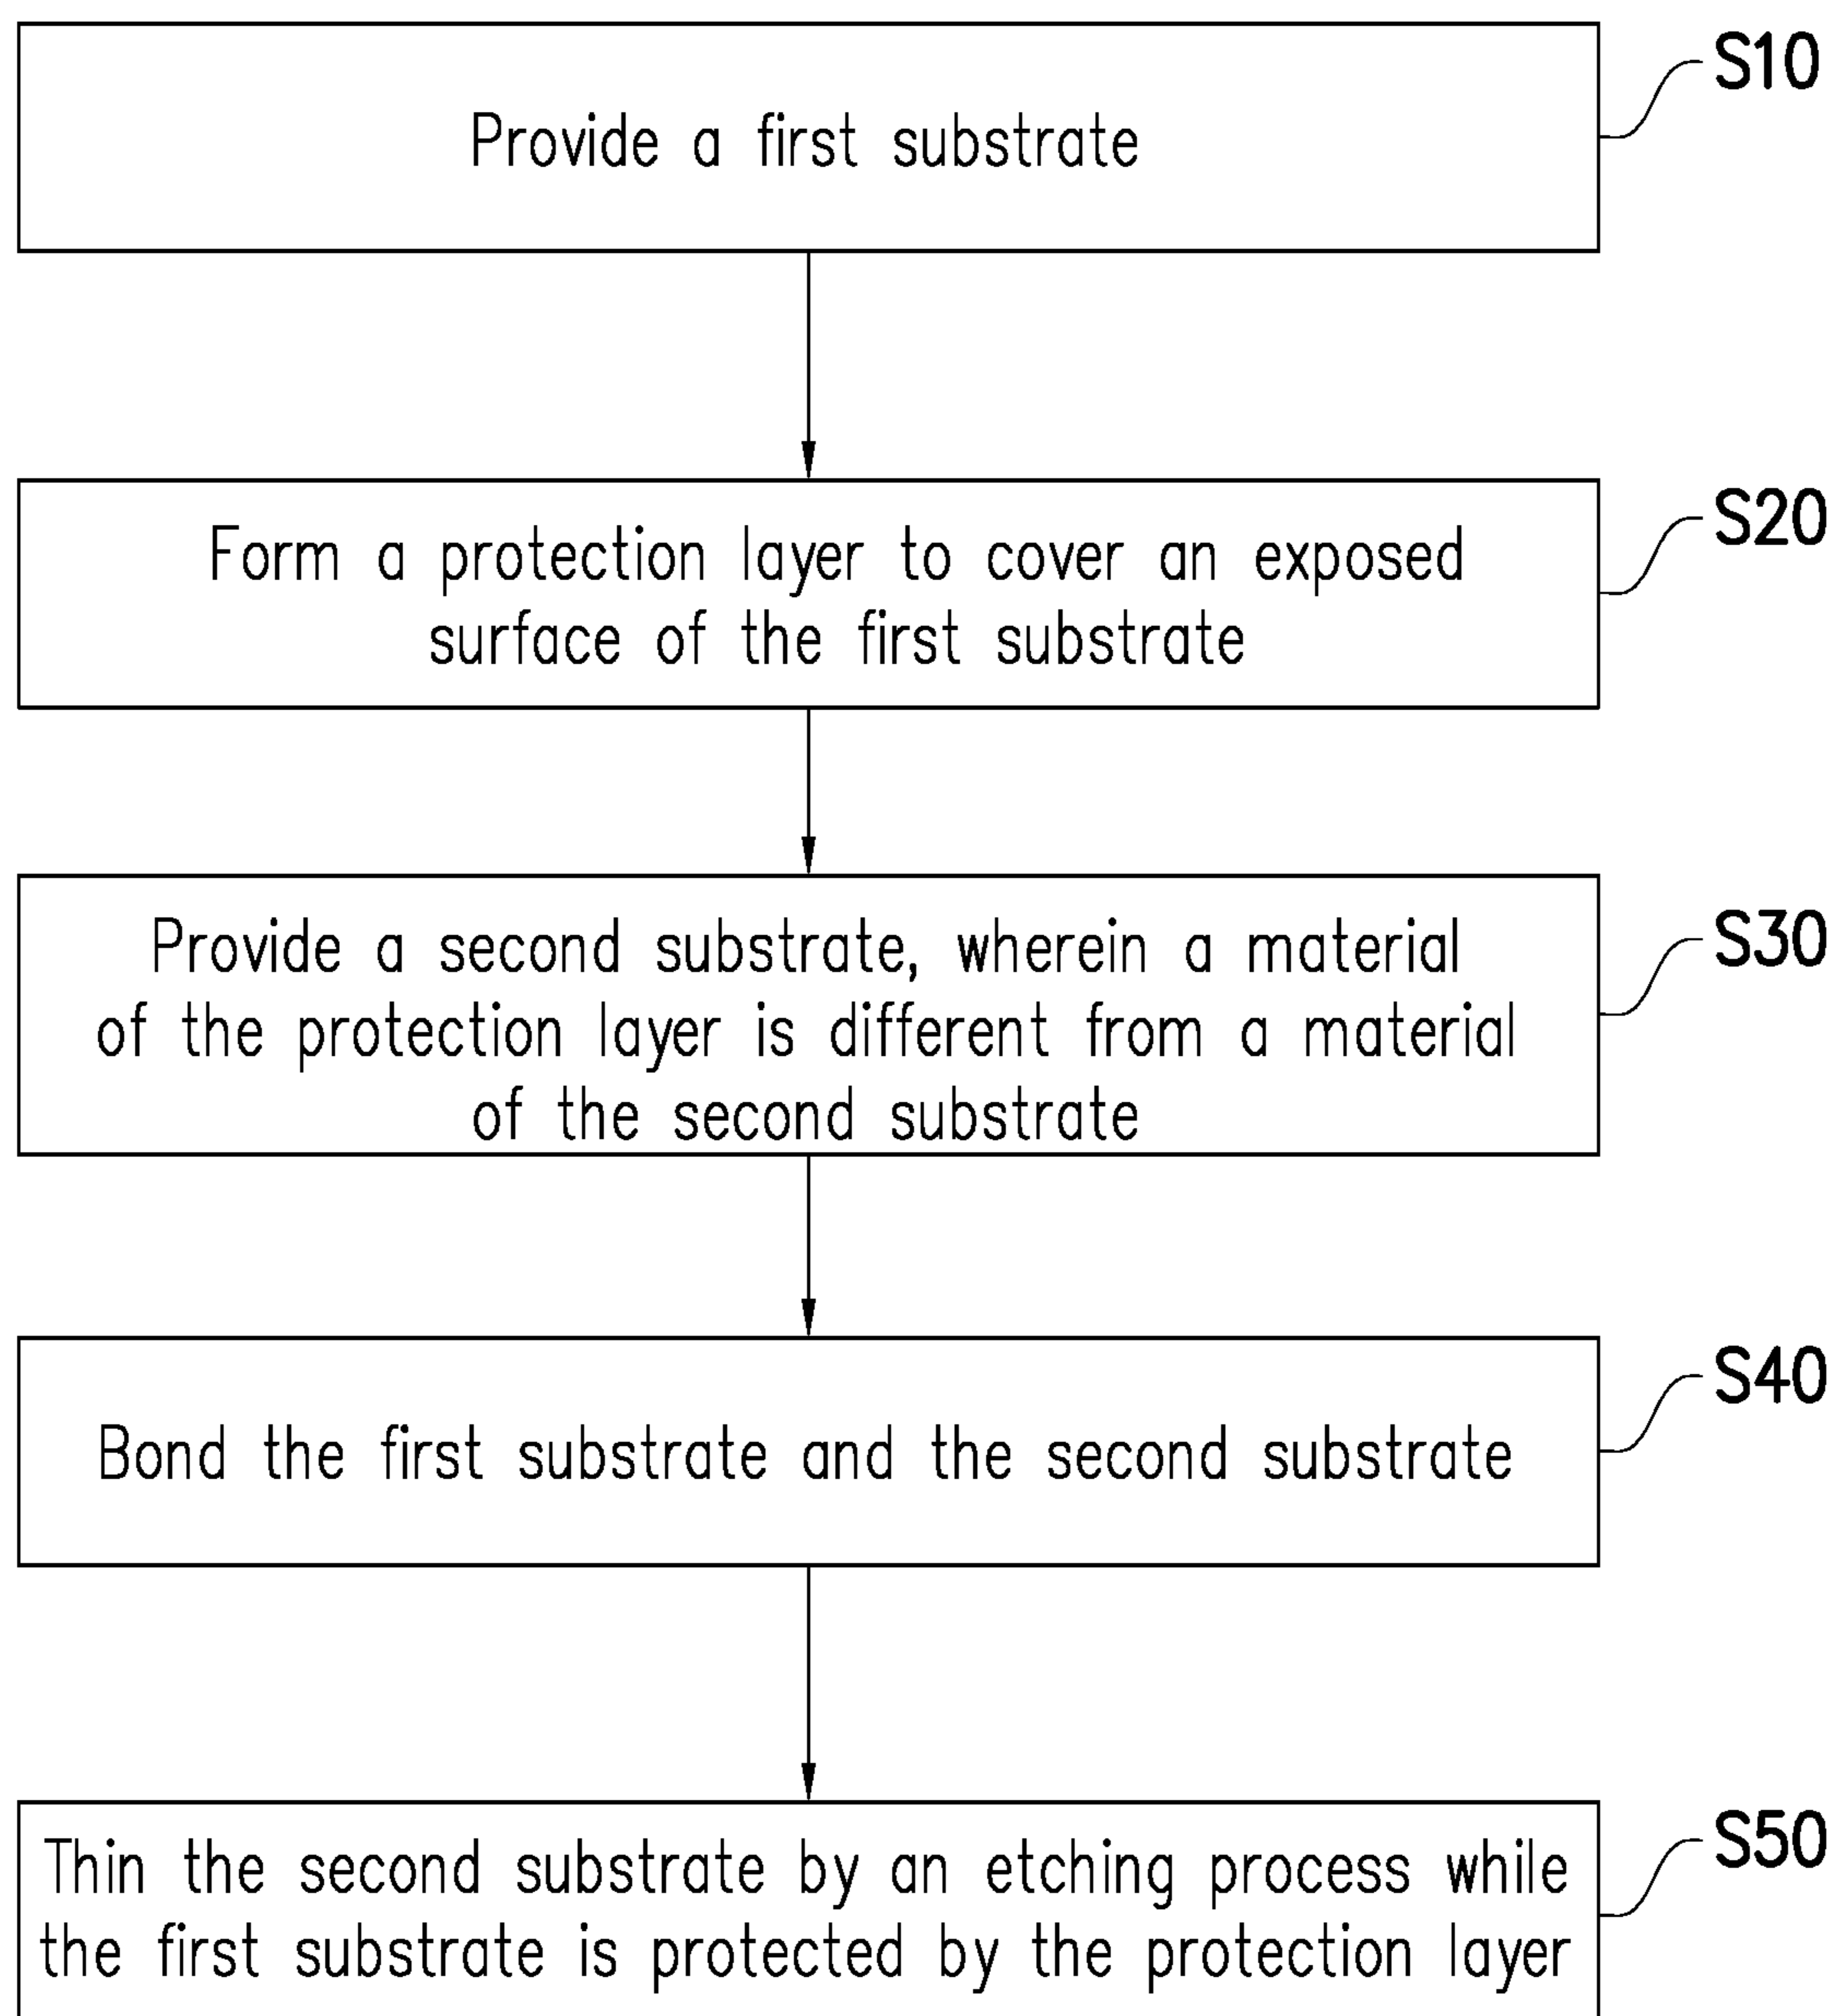 S10
Provide a first substrate
S20
Form a protection layer to cover an exposed
surface of the first substrate
S30
Provide a second substrate, wherein a material
of the protection layer is different from a material
of the second substrate
S40
Bond the first substrate and the second substrate
S50
Thin the second substrate by an etching process while
the first substrate is protected by the protection layer